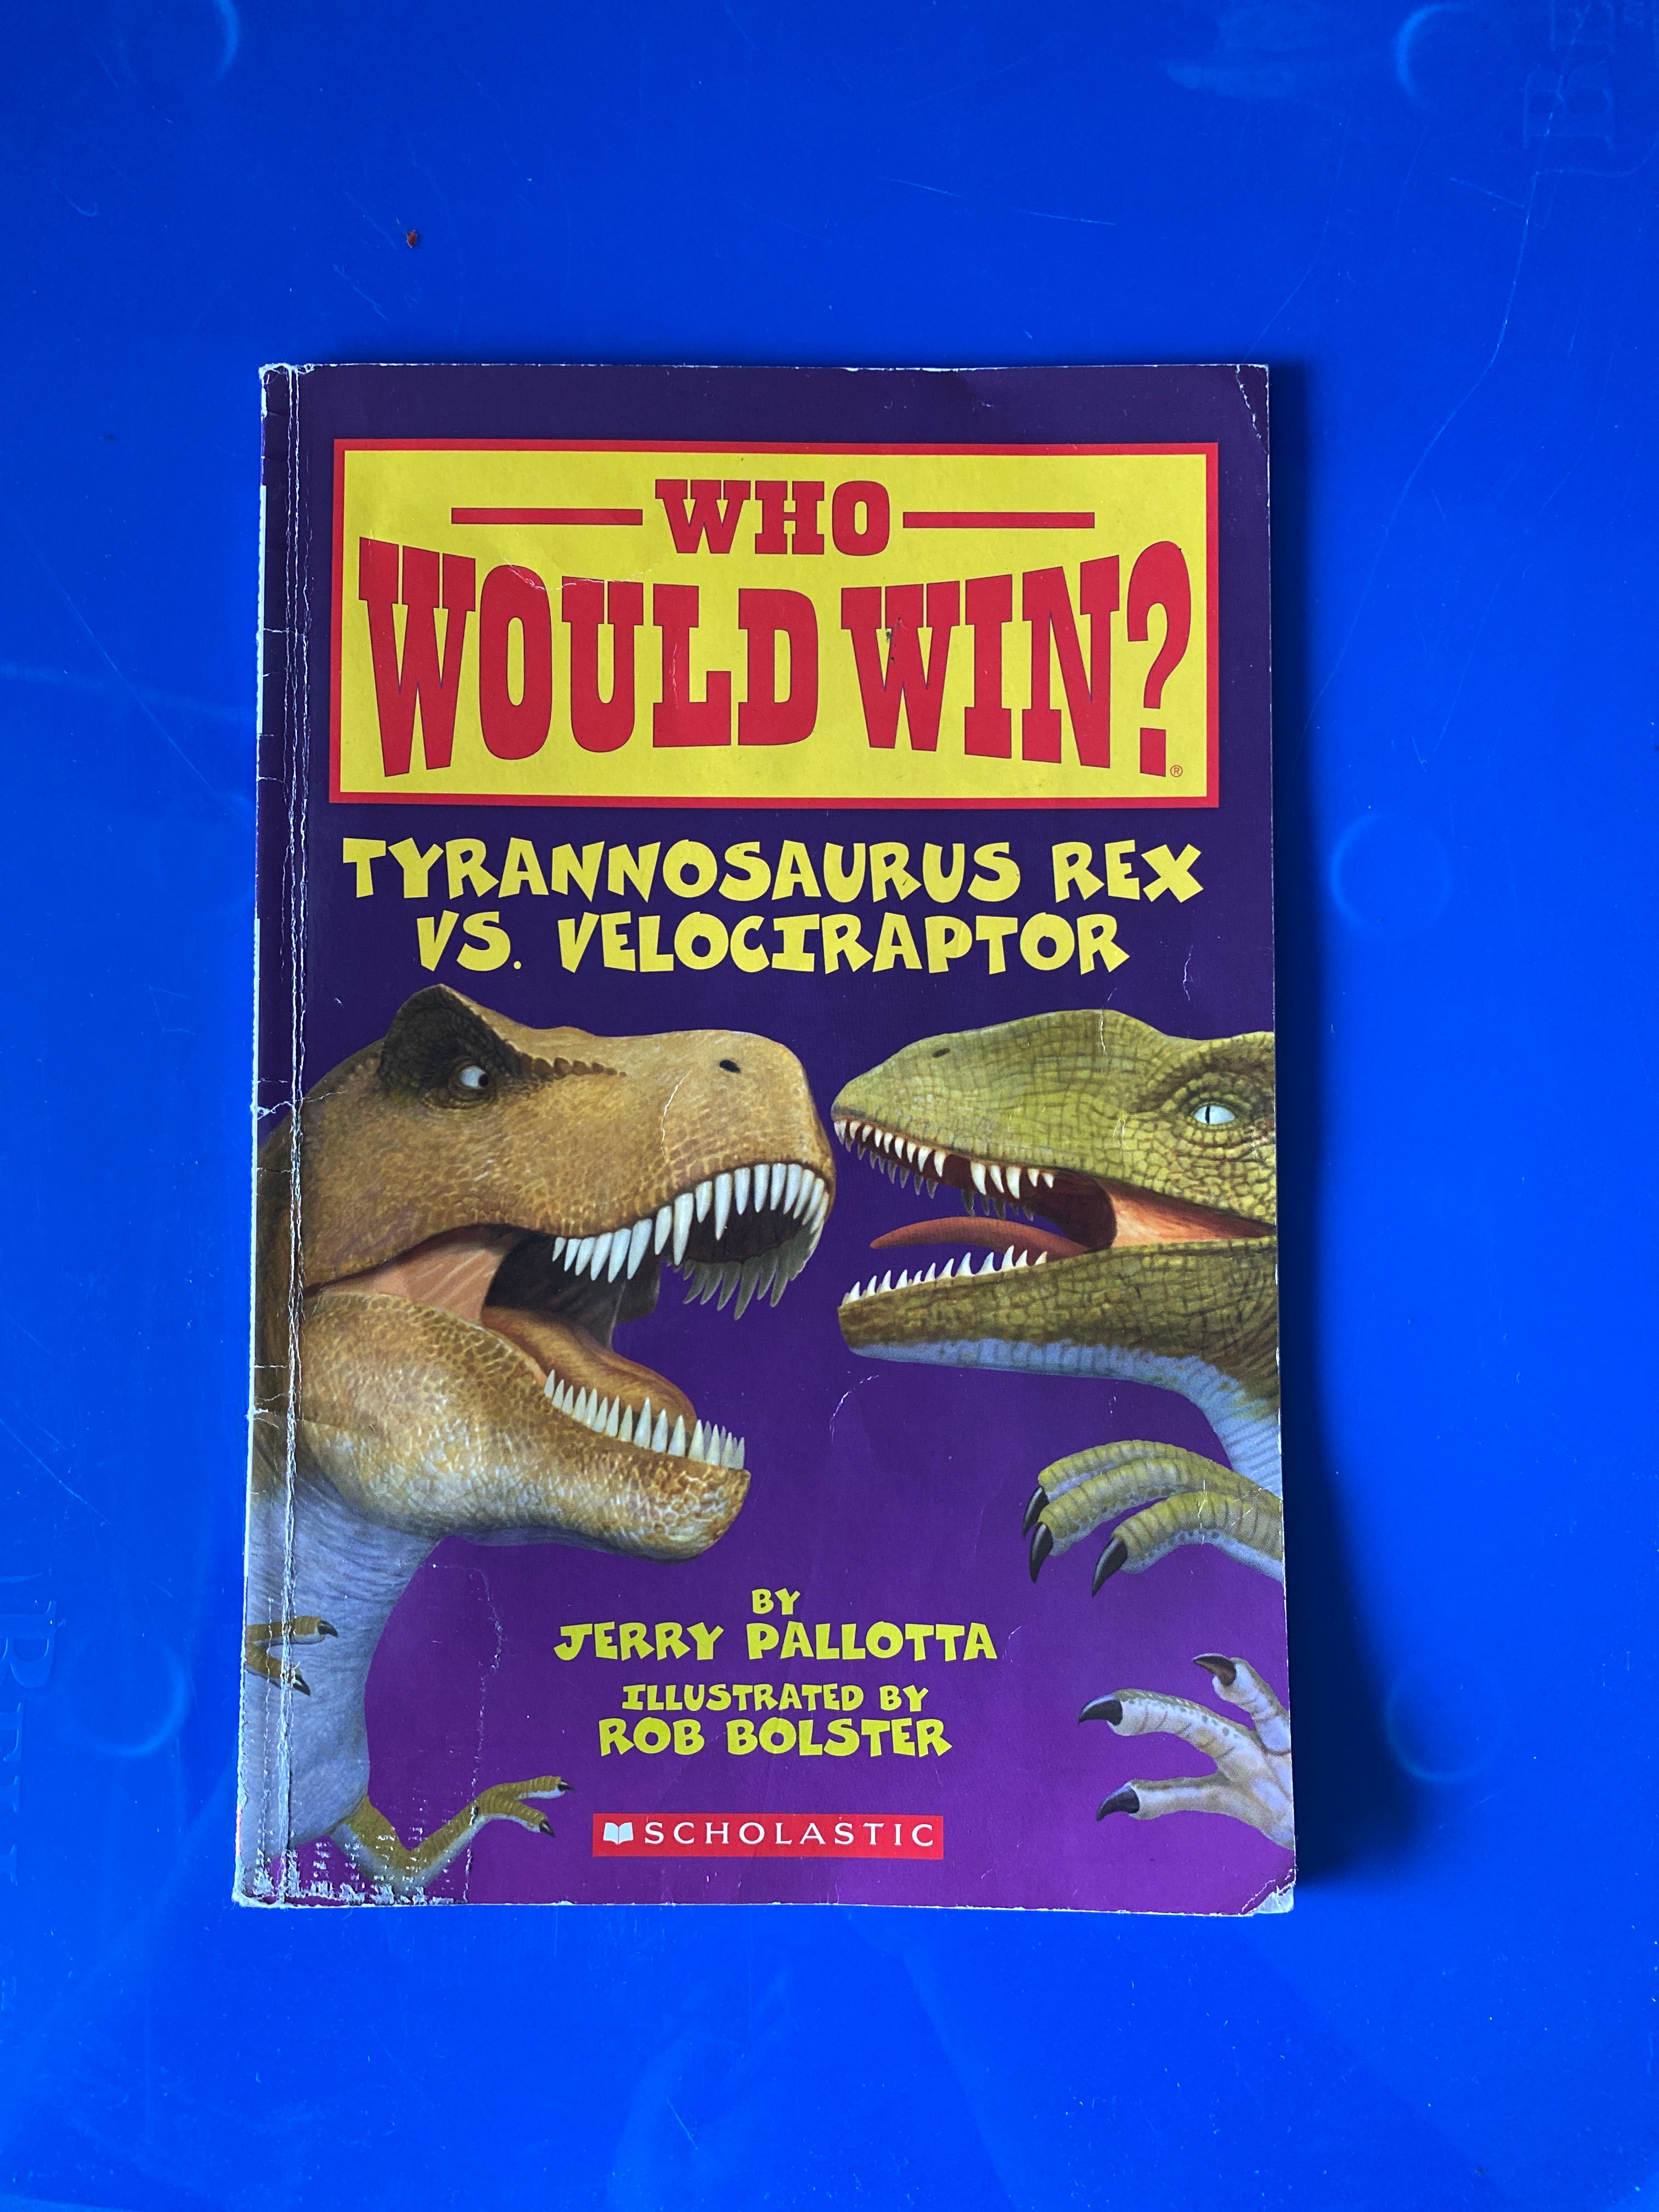 WHO
WOULD WIN?®
TYRANNOSAURUS REX
VS. VELOCIRAPTOR
BY
JERRY PALLOTTA
ILLUSTRATED BY
ROB BOLSTER
SCHOLASTIC